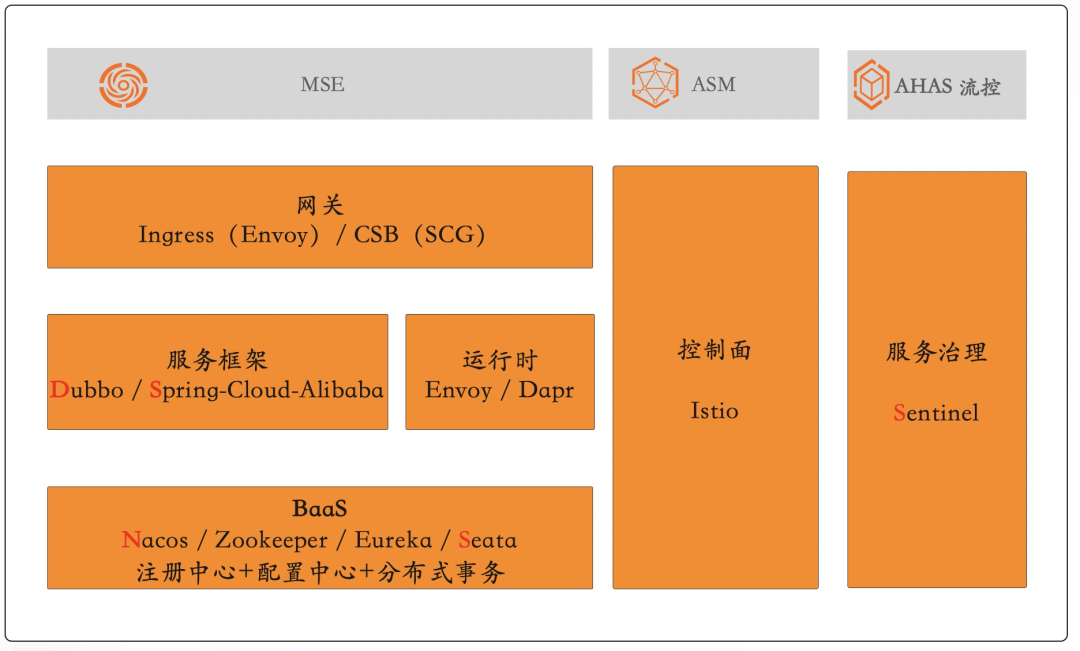 MSE
ASM
AHAS 流控
网关
Ingress（Envoy）/ CSB（SCG）
服务框架
Dubbo / Spring-Cloud-Alibaba
运行时
Envoy / Dapr
BaaS
Nacos / Zookeeper / Eureka / Seata
注册中心+配置中心+分布式事务
控制面
Istio
服务治理
Sentinel